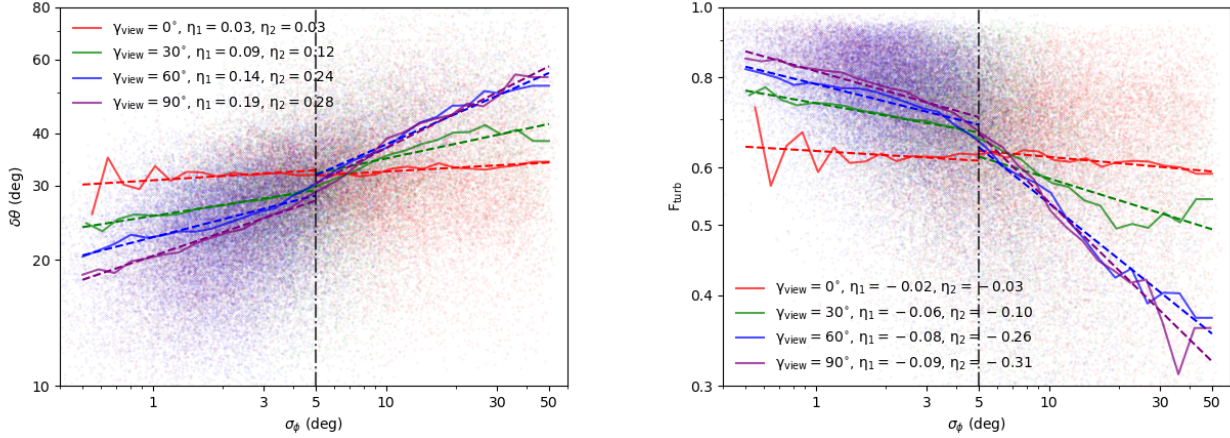 80
60
40
30
20
10
δθ (deg)
γview = 0°, η1 = 0.03, η2 = 0.03
γview = 30°, η1 = 0.09, η2 = 0.12
γview = 60°, η1 = 0.14, η2 = 0.24
γview = 90°, η1 = 0.19, η2 = 0.28
1 3 5 10 30 50
σϕ (deg)
1.0
0.8
0.6
0.5
0.4
0.3
Fturb
γview = 0°, η1 = −0.02, η2 = −0.03
γview = 30°, η1 = −0.06, η2 = −0.10
γview = 60°, η1 = −0.08, η2 = −0.26
γview = 90°, η1 = −0.09, η2 = −0.31
1 3 5 10 30 50
σϕ (deg)